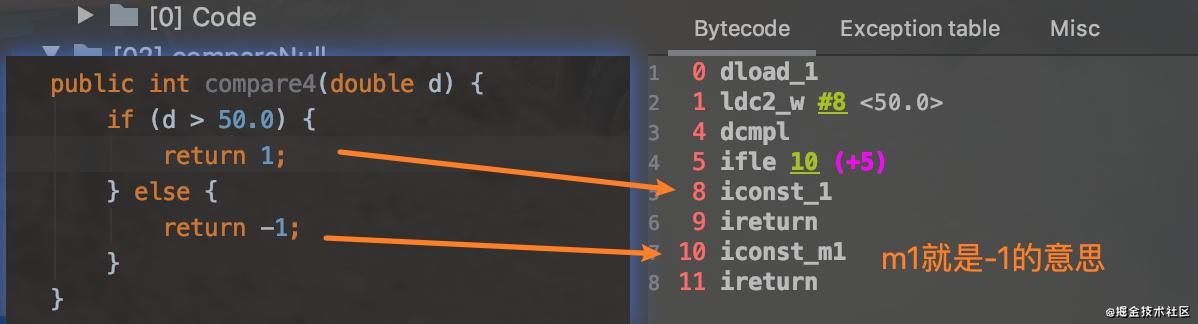 [0] Code
[02] compareNull
public int compare4(double d) {
if (d > 50.0) {
return 1;
} else {
return -1;
}
}
Bytecode Exception table Misc
1 0 dload_1
2 1 ldc2_w #8 <50.0>
3 4 dcmpl
4 5 ifle 10 (+5)
5 8 iconst_1
6 9 ireturn
7 10 iconst_m1
8 11 ireturn
m1就是-1的意思
@掘金技术社区